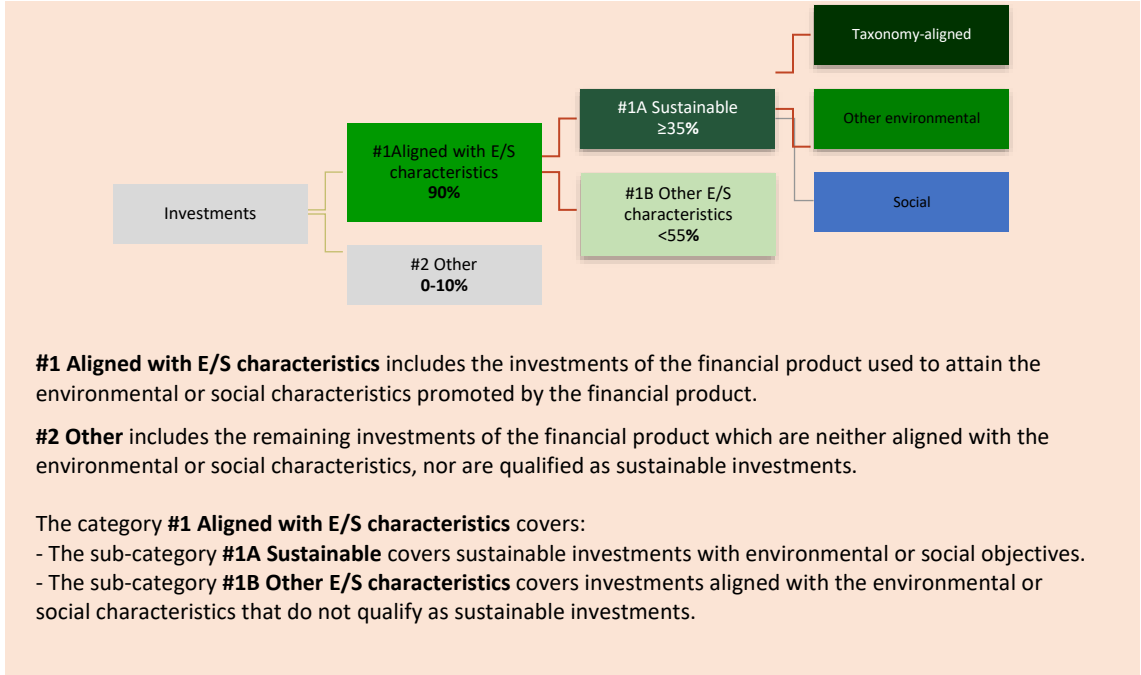 Taxonomy-aligned
#1A Sustainable
≥35%
Other environmental
#1Aligned with E/S
characteristics
90%
#1B Other E/S
characteristics
<55%
Investments
Social
#2 Other
0-10%
#1 Aligned with E/S characteristics includes the investments of the financial product used to attain the
environmental or social characteristics promoted by the financial product.
#2 Other includes the remaining investments of the financial product which are neither aligned with the
environmental or social characteristics, nor are qualified as sustainable investments.
The category #1 Aligned with E/S characteristics covers:
- The sub-category #1A Sustainable covers sustainable investments with environmental or social objectives.
- The sub-category #1B Other E/S characteristics covers investments aligned with the environmental or
social characteristics that do not qualify as sustainable investments.